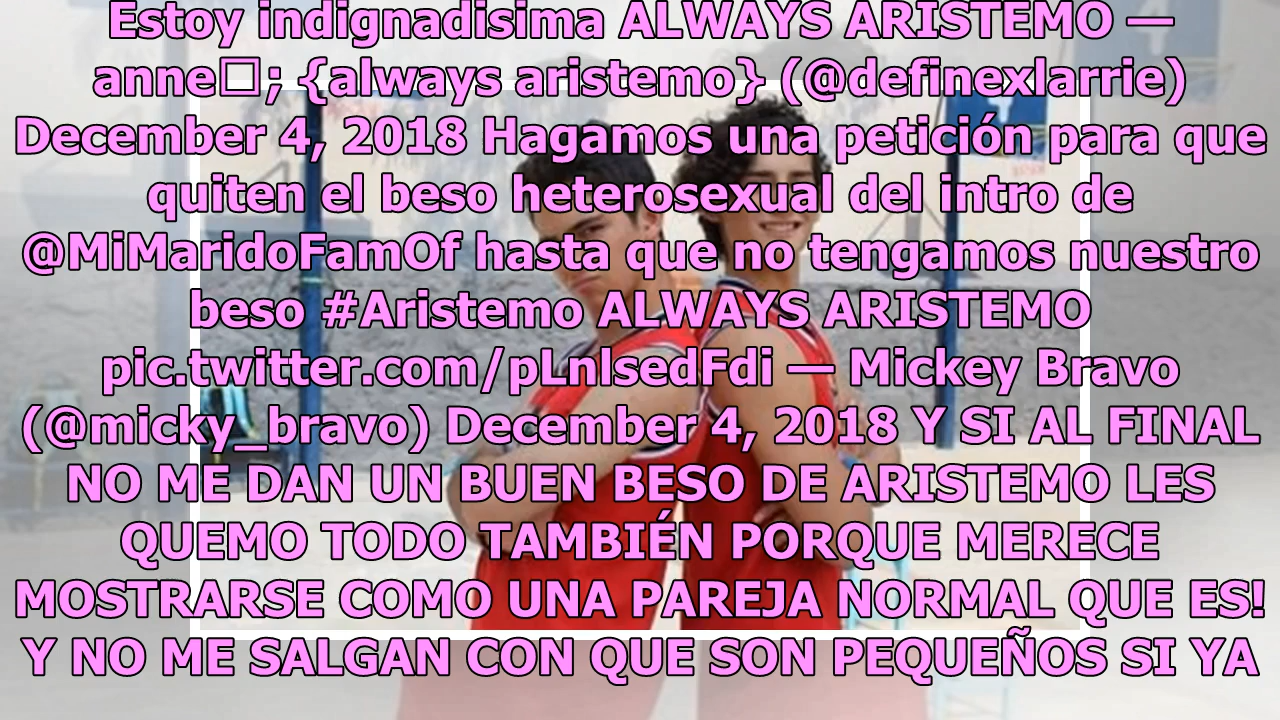 Estoy indignadisima ALWAYS ARISTEMO —
anne□; {always aristemo} (@definexlarrie)
December 4, 2018 Hagamos una petición para que
quiten el beso heterosexual del intro de
@MiMaridoFamOf hasta que no tengamos nuestro
beso #Aristemo ALWAYS ARISTEMO
pic.twitter.com/pLnlsedFdi — Mickey Bravo
(@micky_bravo) December 4, 2018 Y SI AL FINAL
NO ME DAN UN BUEN BESO DE ARISTEMO LES
QUEMO TODO TAMBIÉN PORQUE MERECE
MOSTRARSE COMO UNA PAREJA NORMAL QUE ES!
Y NO ME SALGAN CON QUE SON PEQUEÑOS SI YA